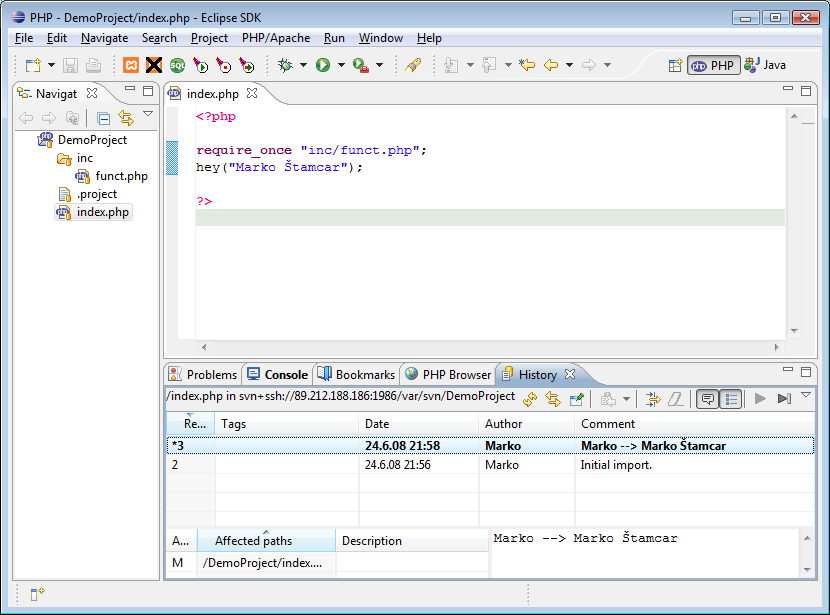 PHP - DemoProject/index.php - Eclipse SDK
File Edit Navigate Search Project PHP/Apache Run Window Help
SQL PHP Java
Navigat
DemoProject
inc
funct.php
.project
index.php
index.php
<?php
require_once "inc/funct.php";
hey("Marko Štamcar");
?>
Problems Console Bookmarks PHP Browser History
/index.php in svn+ssh://89.212.188.186:1986/var/svn/DemoProject
Re... Tags Date Author Comment
*3 24.6.08 21:58 Marko Marko --> Marko Štamcar
2 24.6.08 21:56 Marko Initial import.
A... Affected paths Description
M /DemoProject/index....
Marko --> Marko Štamcar